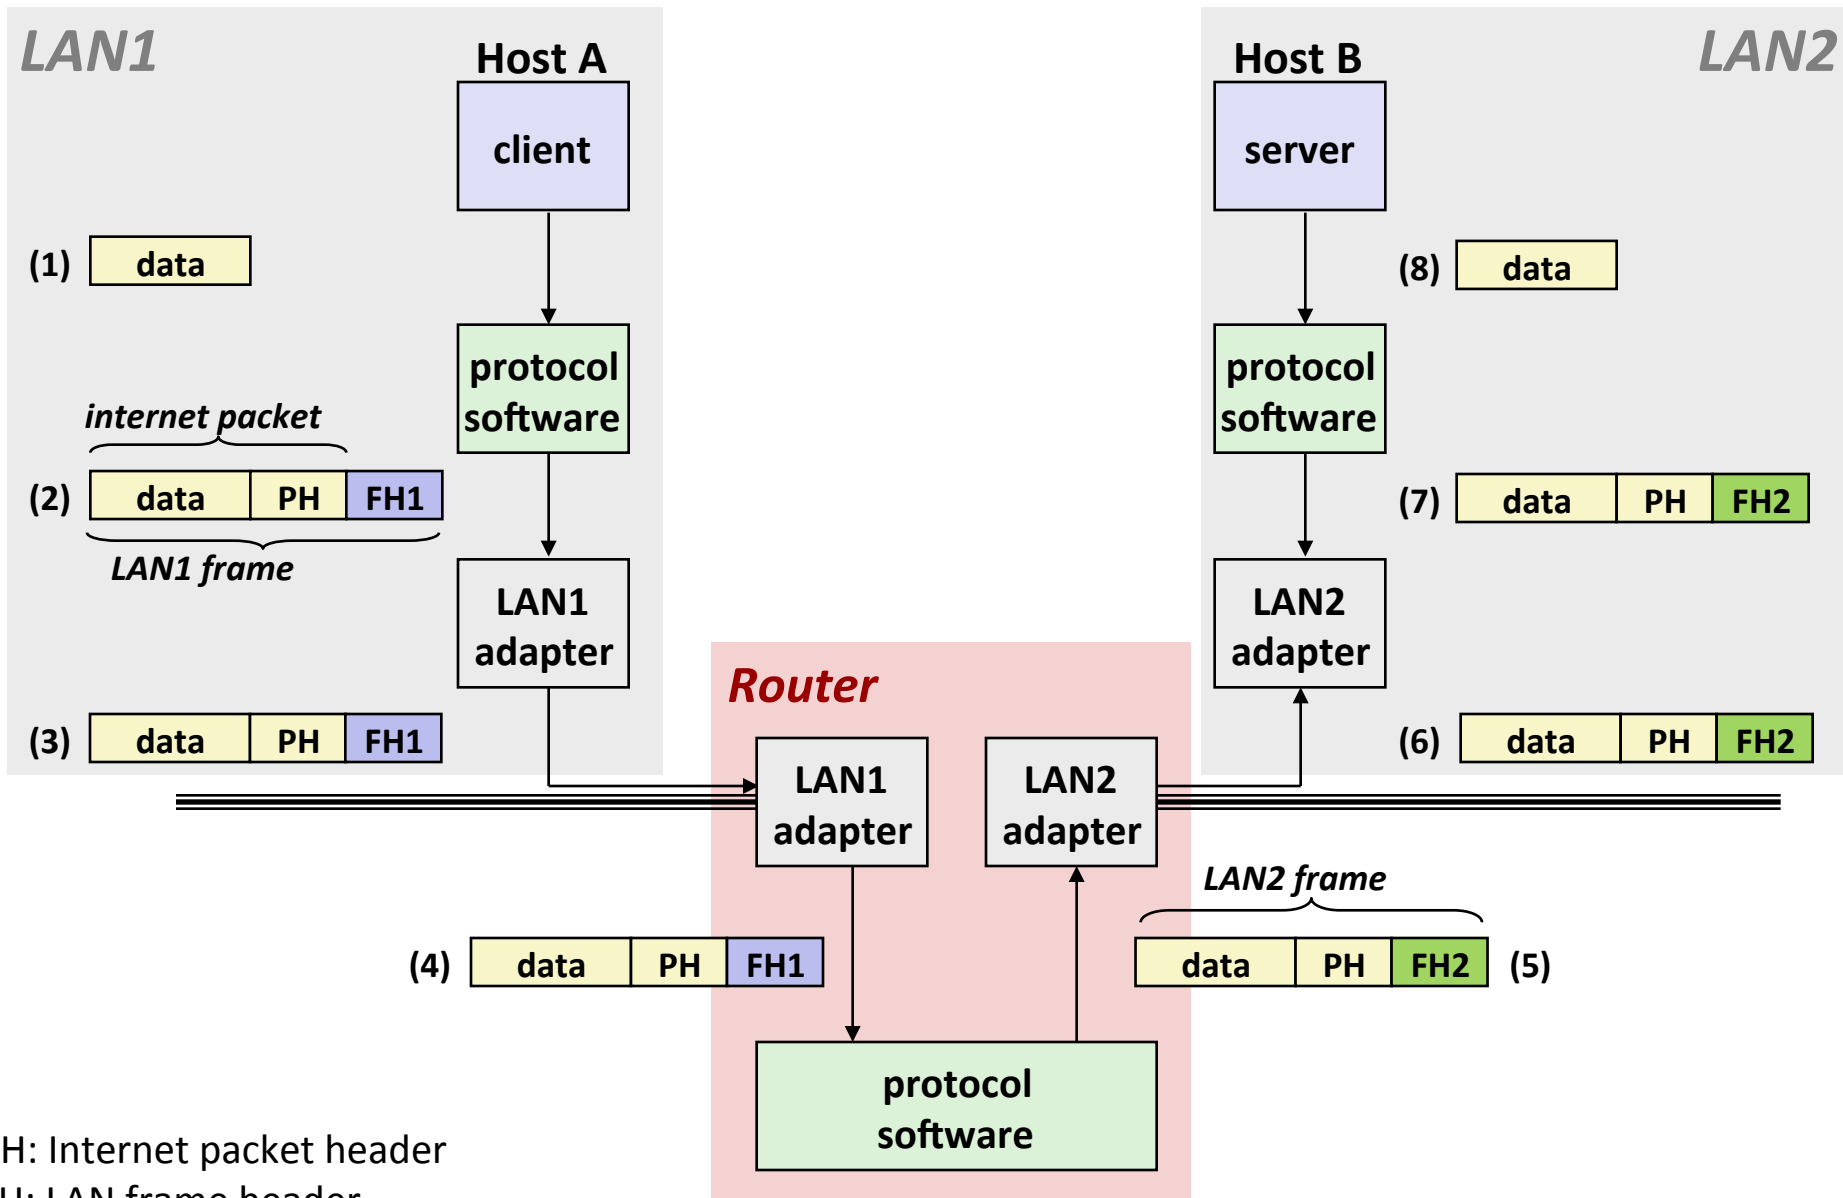 LAN1
Host A
Host B
LAN2
client
server
(1) data
(8) data
protocol
software
protocol
software
internet packet
(2) data PH FH1
(7) data PH FH2
LAN1 frame
LAN1
adapter
LAN2
adapter
Router
(3) data PH FH1
(6) data PH FH2
LAN1
adapter
LAN2
adapter
LAN2 frame
(4) data PH FH1
data PH FH2 (5)
protocol
software
H: Internet packet header
H: LAN frame header